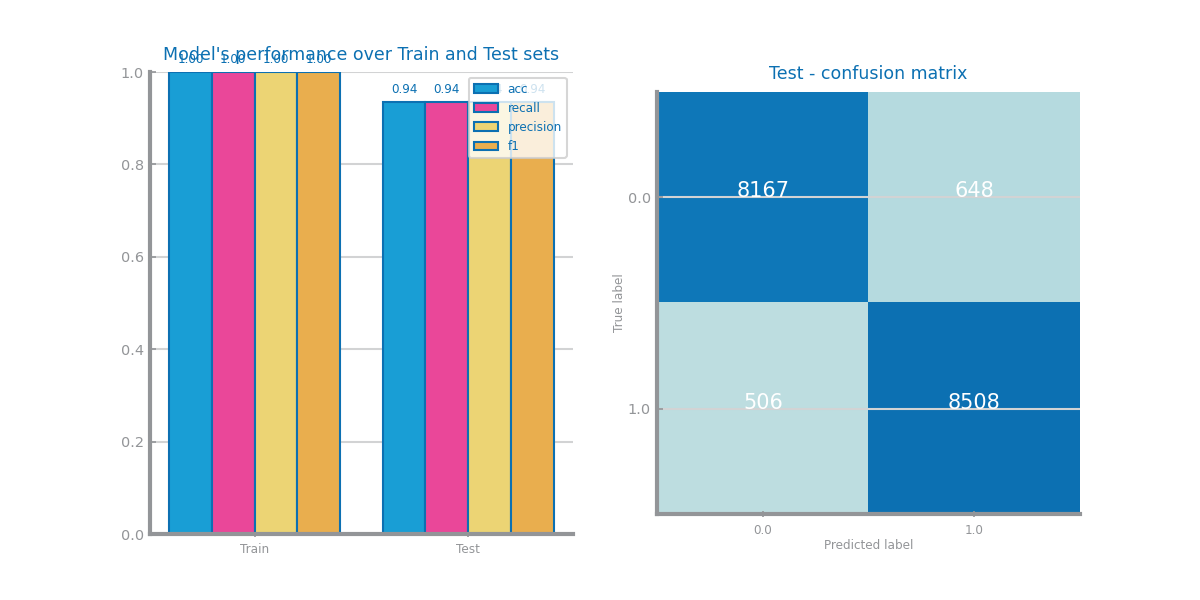 Model's performance over Train and Test sets
1.00 1.00 1.00 1.00
0.94 0.94 0.94
acc
recall
precision
f1
1.0
0.8
0.6
0.4
0.2
0.0
Train Test
Test - confusion matrix
8167 648
506 8508
0.0
1.0
True label
0.0 1.0
Predicted label